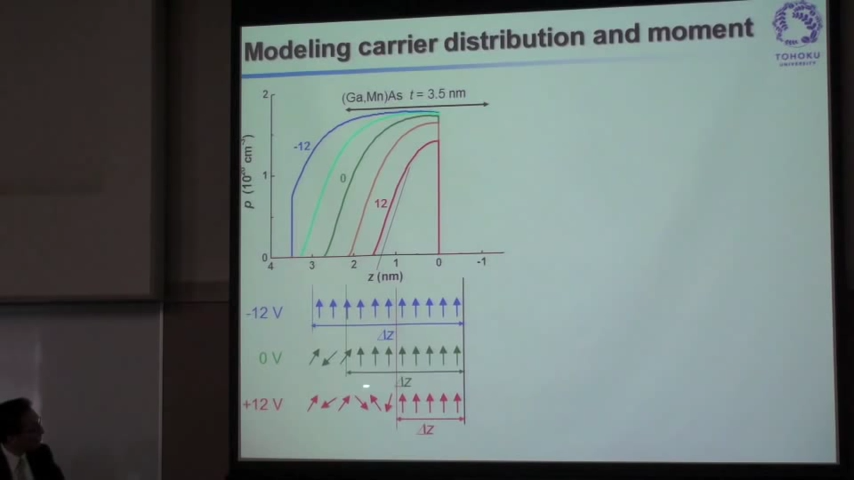 Modeling carrier distribution and moment
TOHOKU
UNIVERSITY
(Ga,Mn)As t = 3.5 nm
2
1
0
p (10²⁰ cm⁻³)
-12
0
12
4 3 2 1 0 -1
z (nm)
-12 V
Δz
0 V
Δz
+12 V
Δz